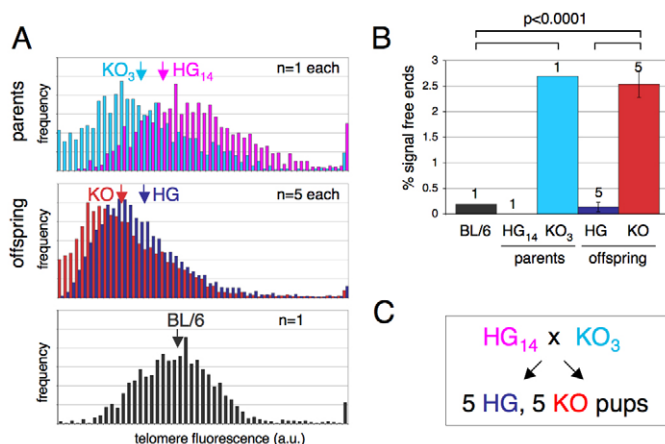 A
parents
frequency
KO3
HG14
n=1 each
offspring
frequency
KO
HG
n=5 each
frequency
BL/6
n=1
telomere fluorescence (a.u.)
B
p<0.0001
% signal free ends
3
2.5
2
1.5
1
0.5
0
1
1
1
5
5
BL/6 HG14 KO3 HG KO
parents offspring
C
HG14 x KO3
5 HG, 5 KO pups